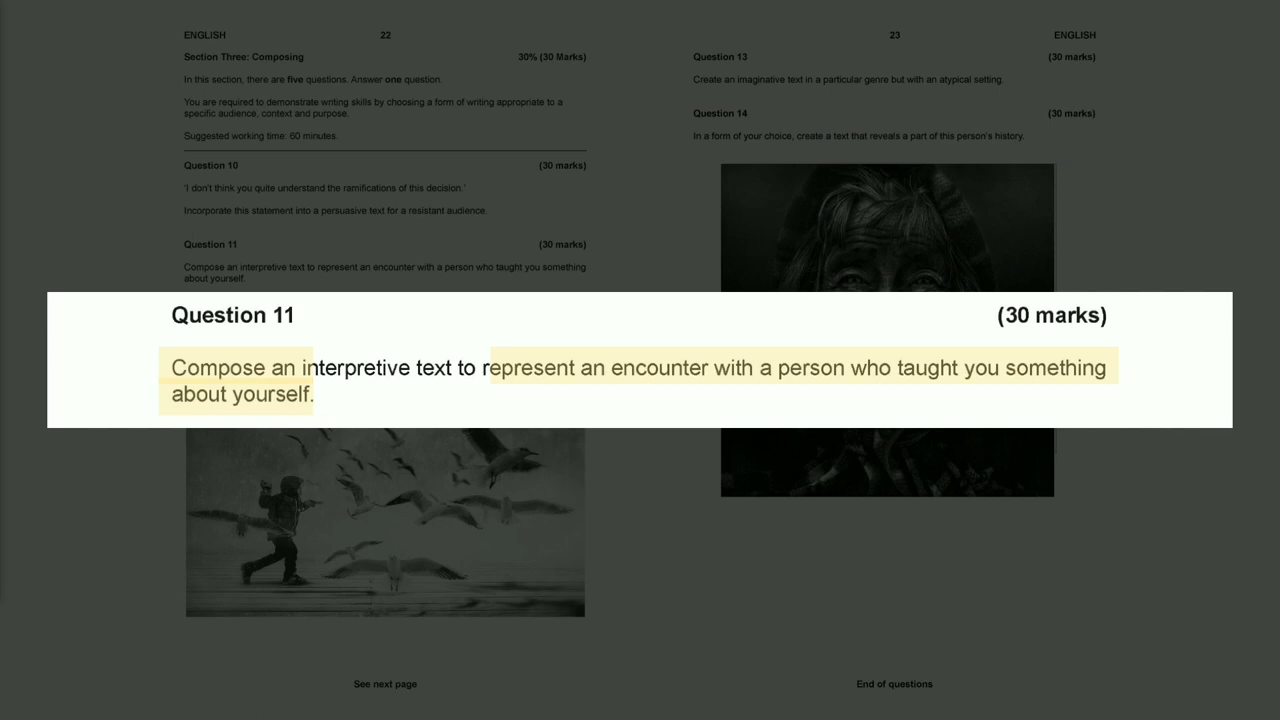 ENGLISH 22
Section Three: Composing 30% (30 Marks)
In this section, there are five questions. Answer one question.
You are required to demonstrate writing skills by choosing a form of writing appropriate to a
specific audience, context and purpose.
Suggested working time: 60 minutes.
Question 10 (30 marks)
'I don't think you quite understand the ramifications of this decision.'
Incorporate this statement into a persuasive text for a resistant audience.
Question 11 (30 marks)
Compose an interpretive text to represent an encounter with a person who taught you something
about yourself.
See next page
23 ENGLISH
Question 13 (30 marks)
Create an imaginative text in a particular genre but with an atypical setting.
Question 14 (30 marks)
In a form of your choice, create a text that reveals a part of this person's history.
End of questions
Question 11 (30 marks)
Compose an interpretive text to represent an encounter with a person who taught you something
about yourself.